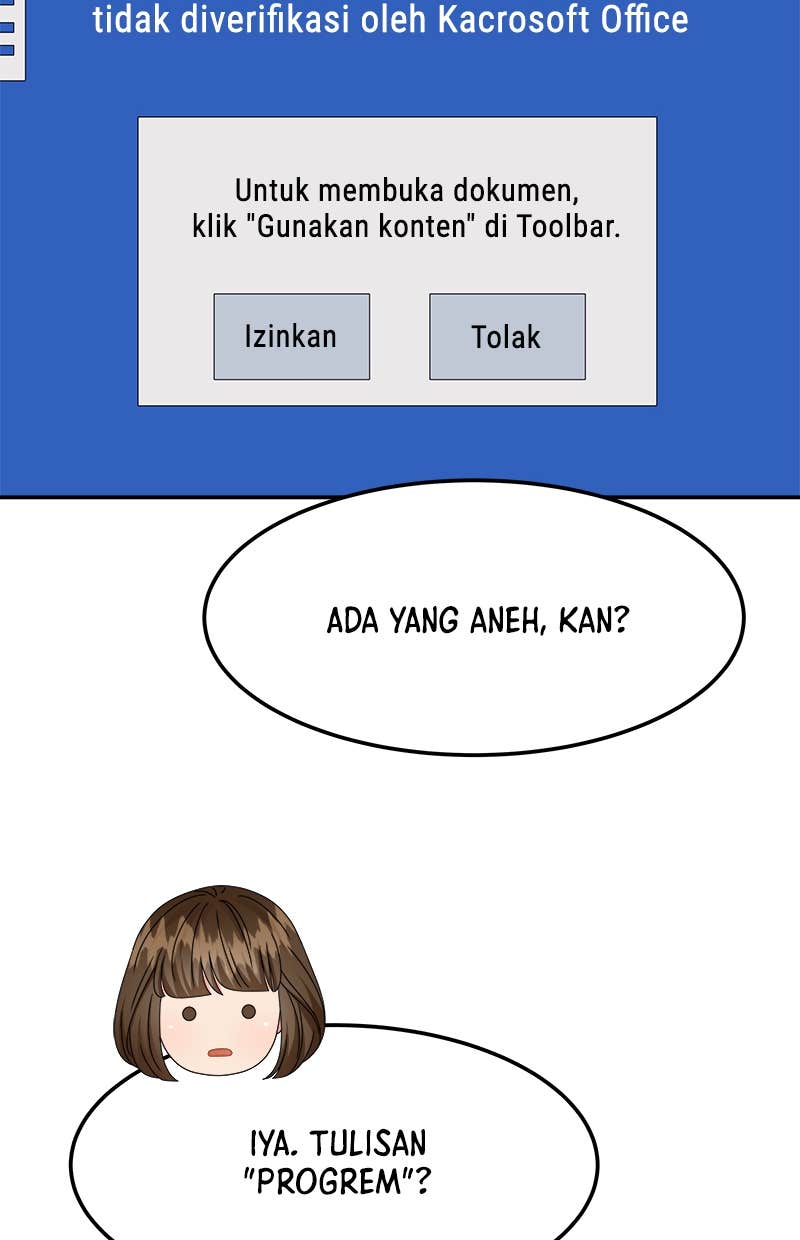 tidak diverifikasi oleh Kacrosoft Office
Untuk membuka dokumen,
klik "Gunakan konten" di Toolbar.
Izinkan
Tolak
ADA YANG ANEH, KAN?
IYA. TULISAN
"PROGREM"?